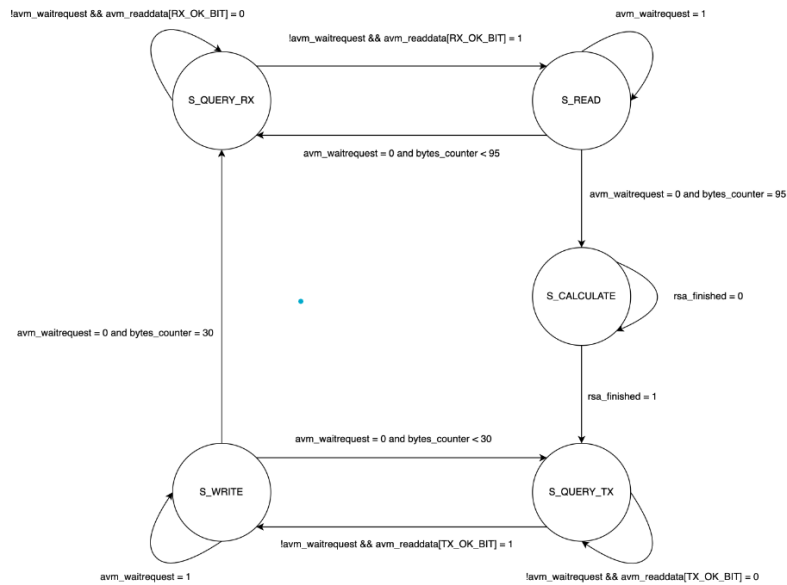 !avm_waitrequest && avm_readdata[RX_OK_BIT] = 0
avm_waitrequest = 1
!avm_waitrequest && avm_readdata[RX_OK_BIT] = 1
S_QUERY_RX
S_READ
avm_waitrequest = 0 and bytes_counter < 95
avm_waitrequest = 0 and bytes_counter = 95
S_CALCULATE
rsa_finished = 0
avm_waitrequest = 0 and bytes_counter = 30
rsa_finished = 1
avm_waitrequest = 0 and bytes_counter < 30
S_WRITE
S_QUERY_TX
!avm_waitrequest && avm_readdata[TX_OK_BIT] = 1
avm_waitrequest = 1
!avm_waitrequest && avm_readdata[TX_OK_BIT] = 0